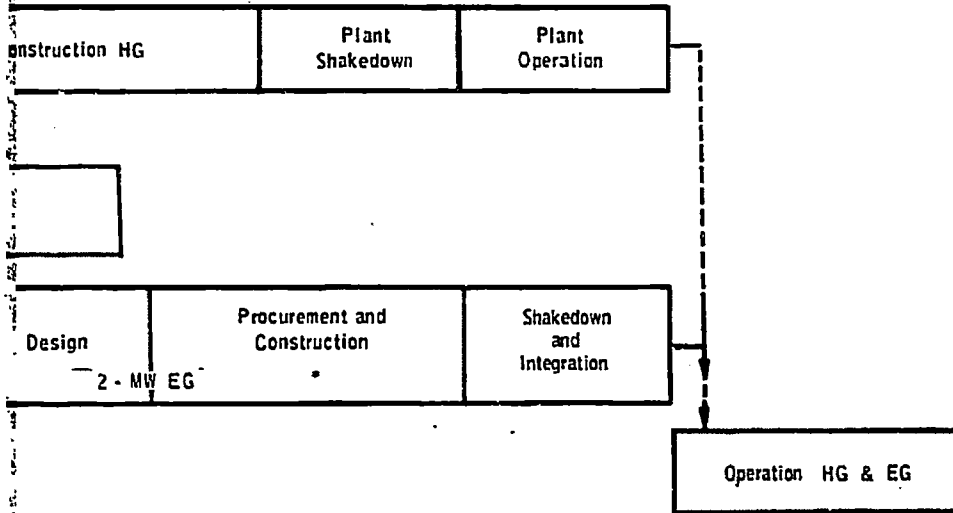 onstruction HG
Plant
Shakedown
Plant
Operation
Design
2 - MW EG
Procurement and
Construction
Shakedown
and
Integration
Operation HG & EG